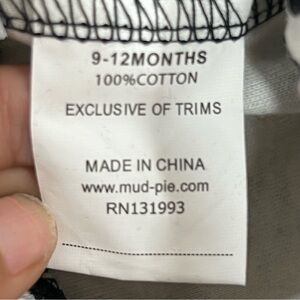 9-12MONTHS
100%COTTON
EXCLUSIVE OF TRIMS
MADE IN CHINA
www.mud-pie.com
RN131993